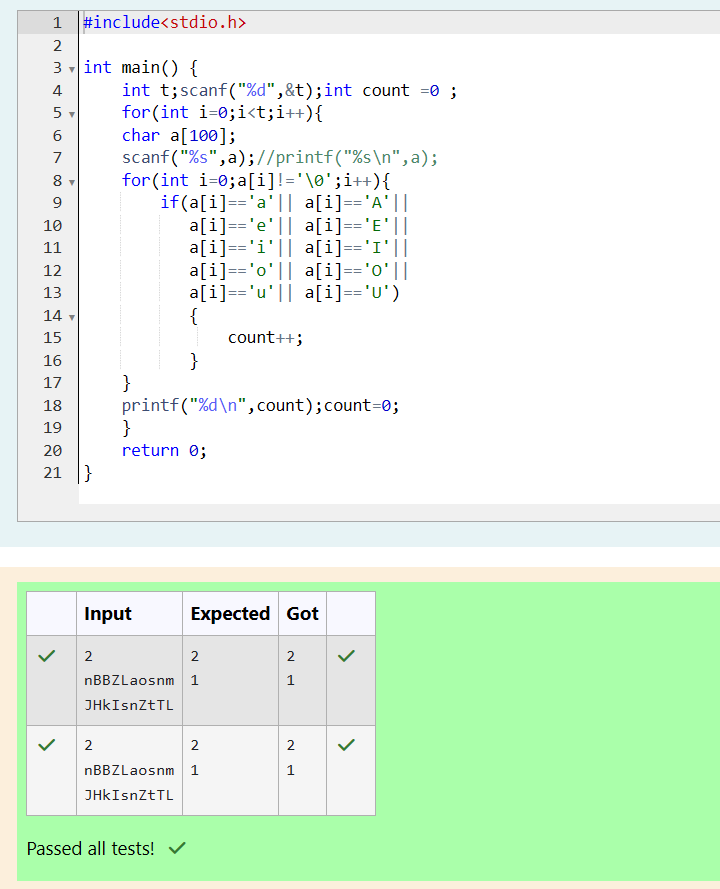 1 #include<stdio.h>
2
3 int main() {
4     int t;scanf("%d",&t);int count =0 ;
5     for(int i=0;i<t;i++){
6     char a[100];
7     scanf("%s",a);//printf("%s\n",a);
8     for(int i=0;a[i]!='\0';i++){
9         if(a[i]=='a'|| a[i]=='A'||
10            a[i]=='e'|| a[i]=='E'||
11            a[i]=='i'|| a[i]=='I'||
12            a[i]=='o'|| a[i]=='O'||
13            a[i]=='u'|| a[i]=='U')
14            {
15                count++;
16            }
17     }
18     printf("%d\n",count);count=0;
19     }
20     return 0;
21 }
Input Expected Got
2 2 2
nBBZLaosnm 1 1
JHkIsnZtTL
2 2 2
nBBZLaosnm 1 1
JHkIsnZtTL
Passed all tests!